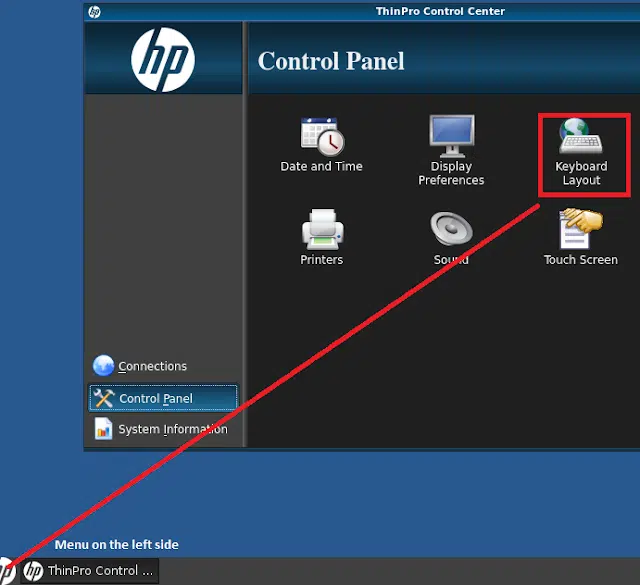 ThinPro Control Center
hp
Control Panel
Date and Time
Display
Preferences
Keyboard
Layout
Printers
Sound
Touch Screen
Connections
Control Panel
System Information
Menu on the left side
hp
ThinPro Control ...